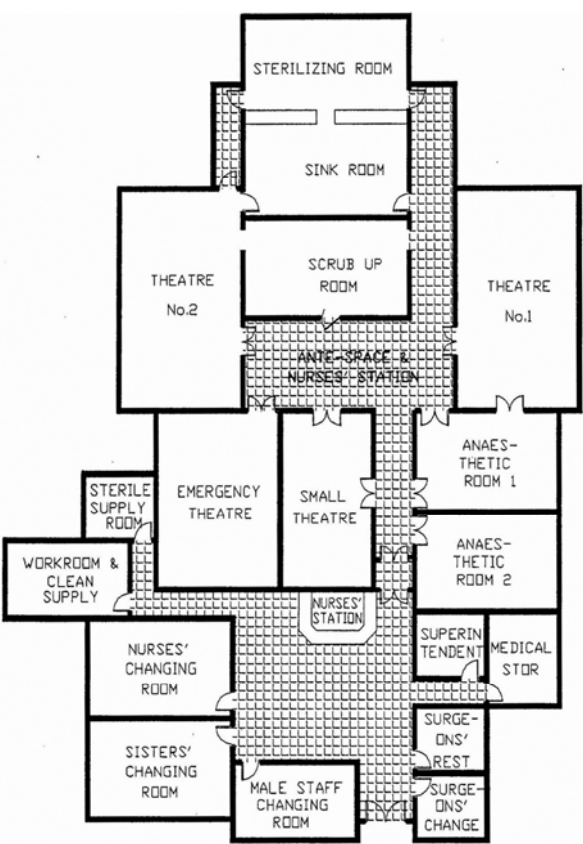 STERILIZING ROOM
SINK ROOM
SCRUB UP
ROOM
THEATRE
No.2
THEATRE
No.1
ANTE-SPACE &
NURSES' STATION
ANAES-
THETIC
ROOM 1
EMERGENCY
THEATRE
SMALL
THEATRE
STERILE
SUPPLY
ROOM
ANAES-
THETIC
ROOM 2
WORKROOM &
CLEAN
SUPPLY
NURSES'
STATION
SUPERIN
TENDENT
MEDICAL
STOR
NURSES'
CHANGING
ROOM
SURGE-
ONS'
REST
SISTERS'
CHANGING
ROOM
MALE STAFF
CHANGING
ROOM
SURGE-
ONS'
CHANGE